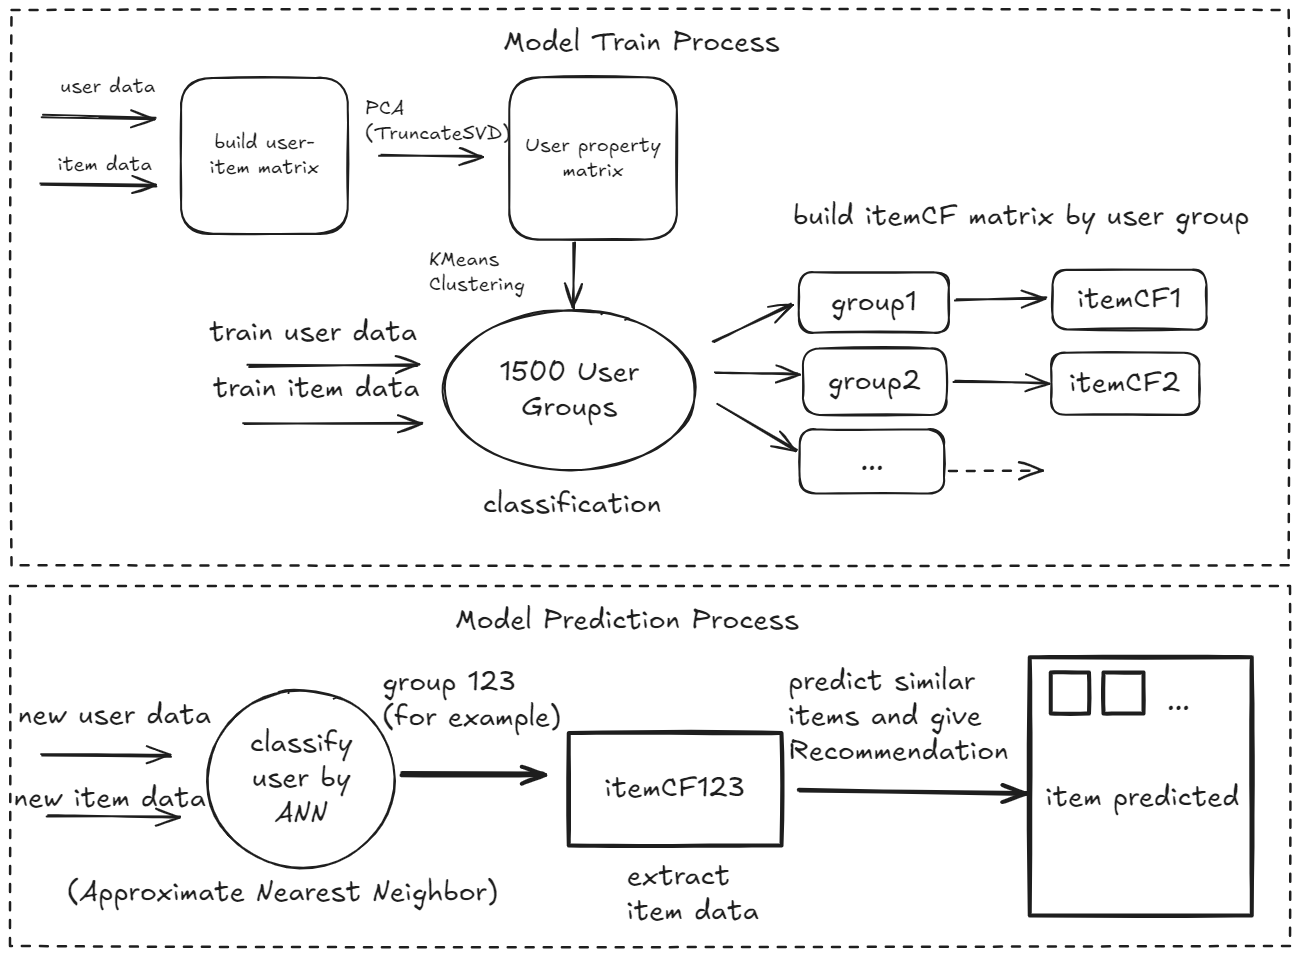 Model Train Process
user data
item data
build user-
item matrix
PCA
(TruncateSVD)
User property
matrix
KMeans
Clustering
train user data
train item data
1500 User
Groups
classification
build itemCF matrix by user group
group1
itemCF1
group2
itemCF2
...
Model Prediction Process
new user data
new item data
classify
user by
ANN
(Approximate Nearest Neighbor)
group 123
(for example)
itemCF123
extract
item data
predict similar
items and give
Recommendation
...
item predicted